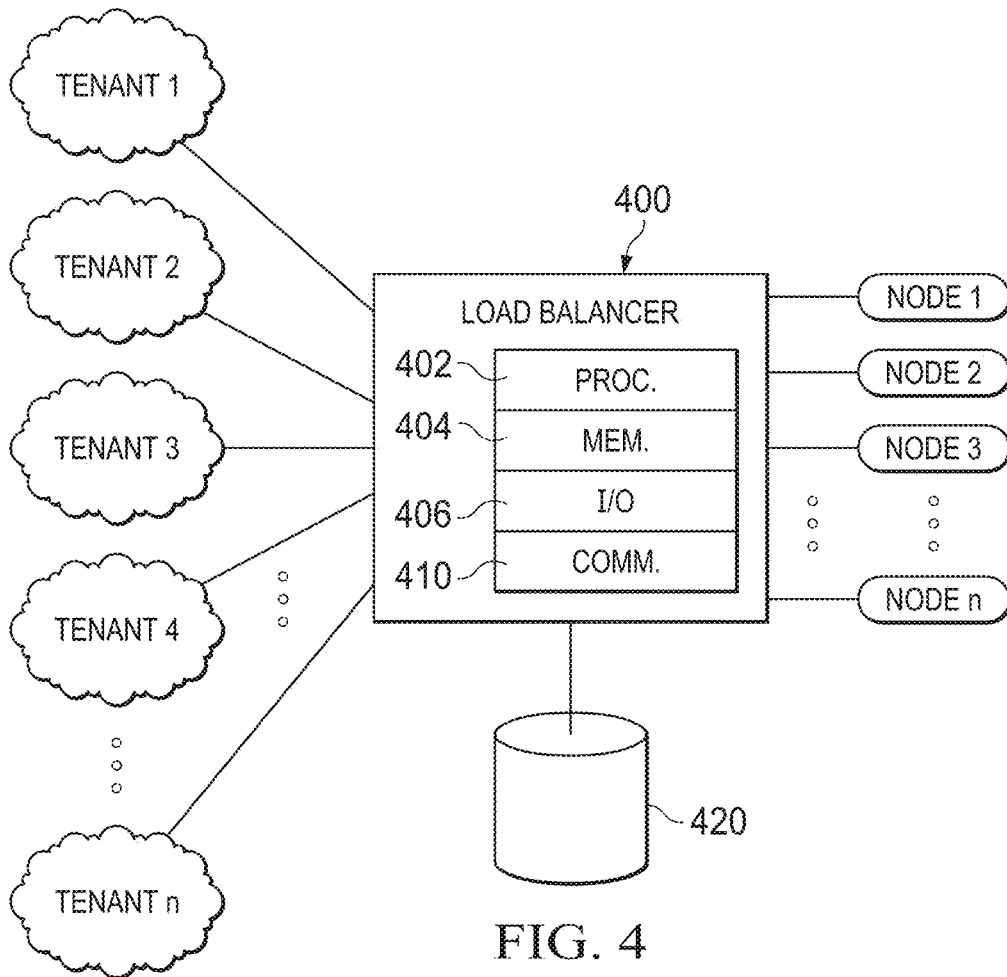 TENANT 1
TENANT 2
TENANT 3
TENANT 4
TENANT n
400
LOAD BALANCER
402
PROC.
404
MEM.
406
I/O
410
COMM.
NODE 1
NODE 2
NODE 3
NODE n
420
FIG. 4